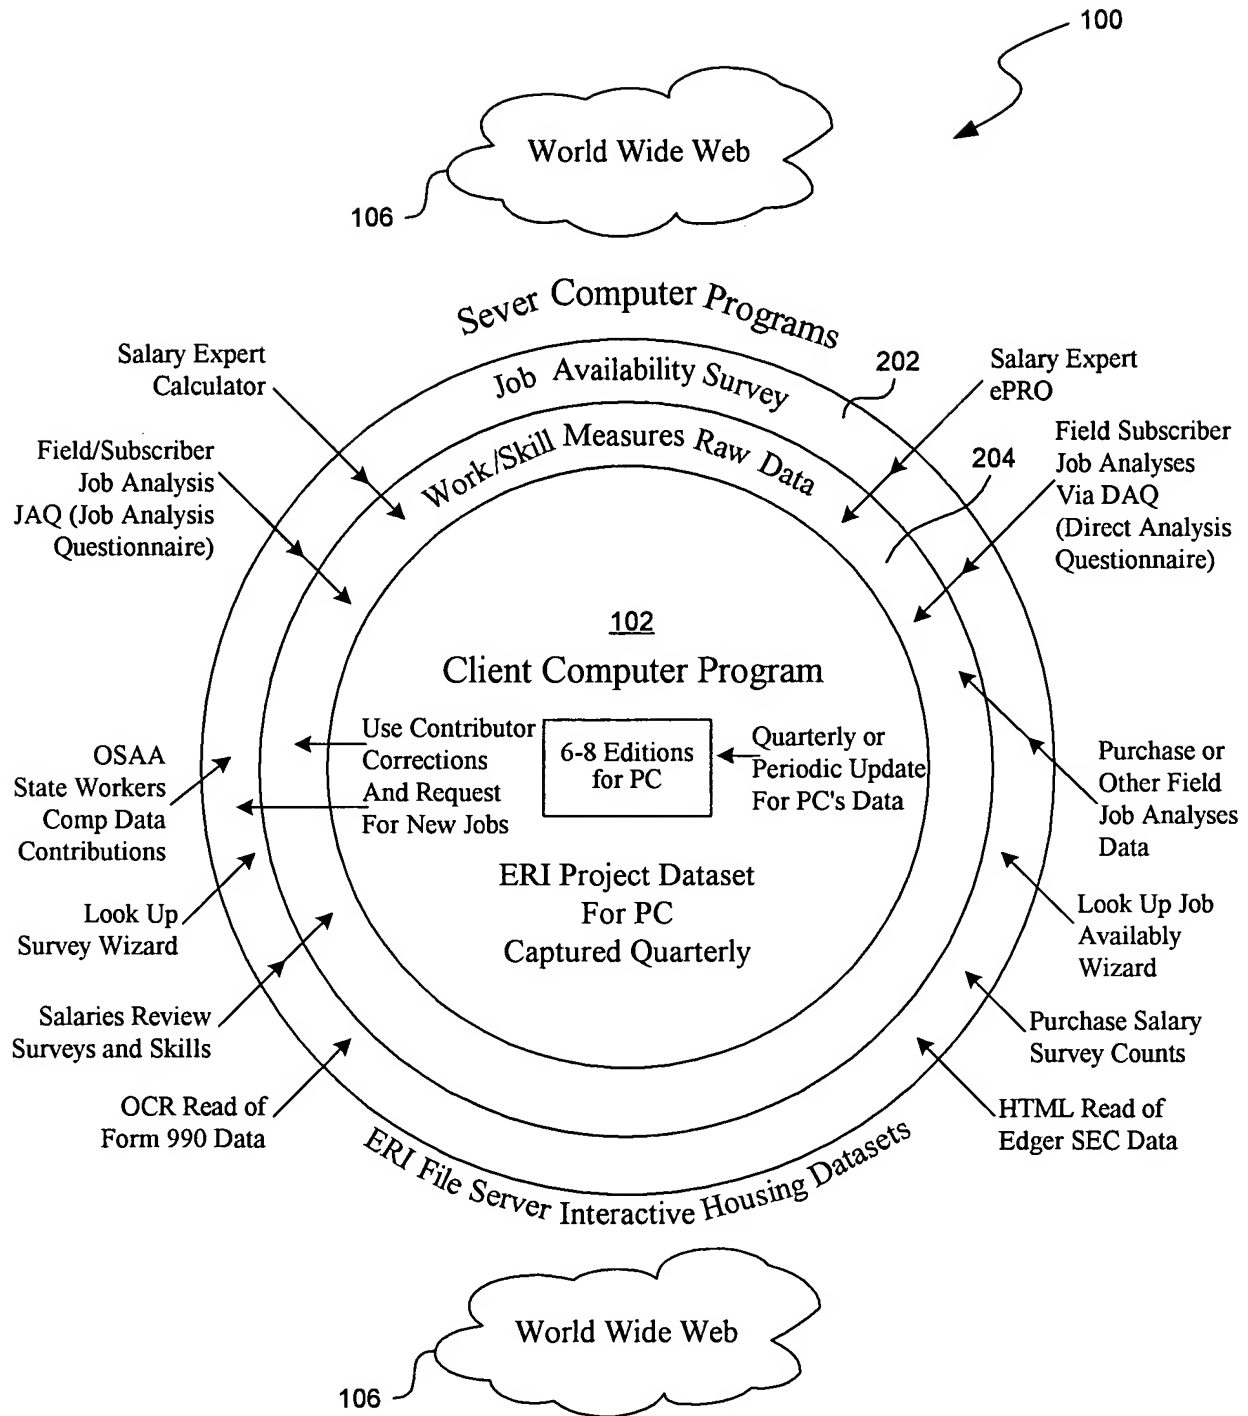 100
World Wide Web
106
Sever Computer Programs
Job Availability Survey
202
Work/Skill Measures Raw Data
204
Salary Expert
Calculator
Field/Subscriber
Job Analysis
JAQ (Job Analysis
Questionnaire)
Salary Expert
ePRO
Field Subscriber
Job Analyses
Via DAQ
(Direct Analysis
Questionnaire)
102
Client Computer Program
Use Contributor
Corrections
And Request
For New Jobs
6-8 Editions
for PC
Quarterly or
Periodic Update
For PC's Data
ERI Project Dataset
For PC
Captured Quarterly
OSAA
State Workers
Comp Data
Contributions
Look Up
Survey Wizard
Salaries Review
Surveys and Skills
OCR Read of
Form 990 Data
Purchase or
Other Field
Job Analyses
Data
Look Up Job
Availably
Wizard
Purchase Salary
Survey Counts
HTML Read of
Edger SEC Data
ERI File Server Interactive Housing Datasets
World Wide Web
106